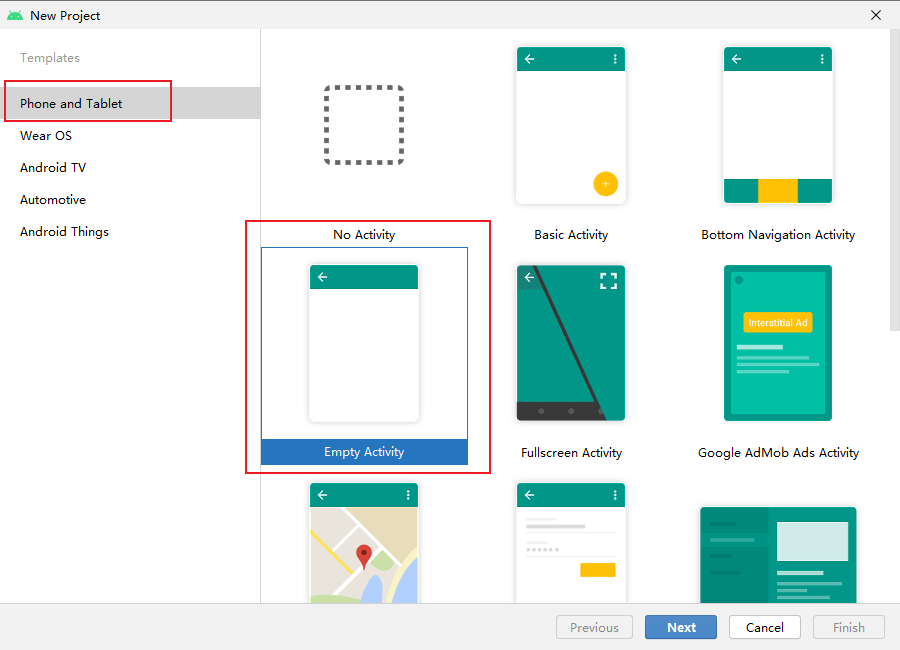 New Project
Templates
Phone and Tablet
Wear OS
Android TV
Automotive
Android Things
No Activity
Basic Activity
Bottom Navigation Activity
Interstitial Ad
Empty Activity
Fullscreen Activity
Google AdMob Ads Activity
Previous
Next
Cancel
Finish